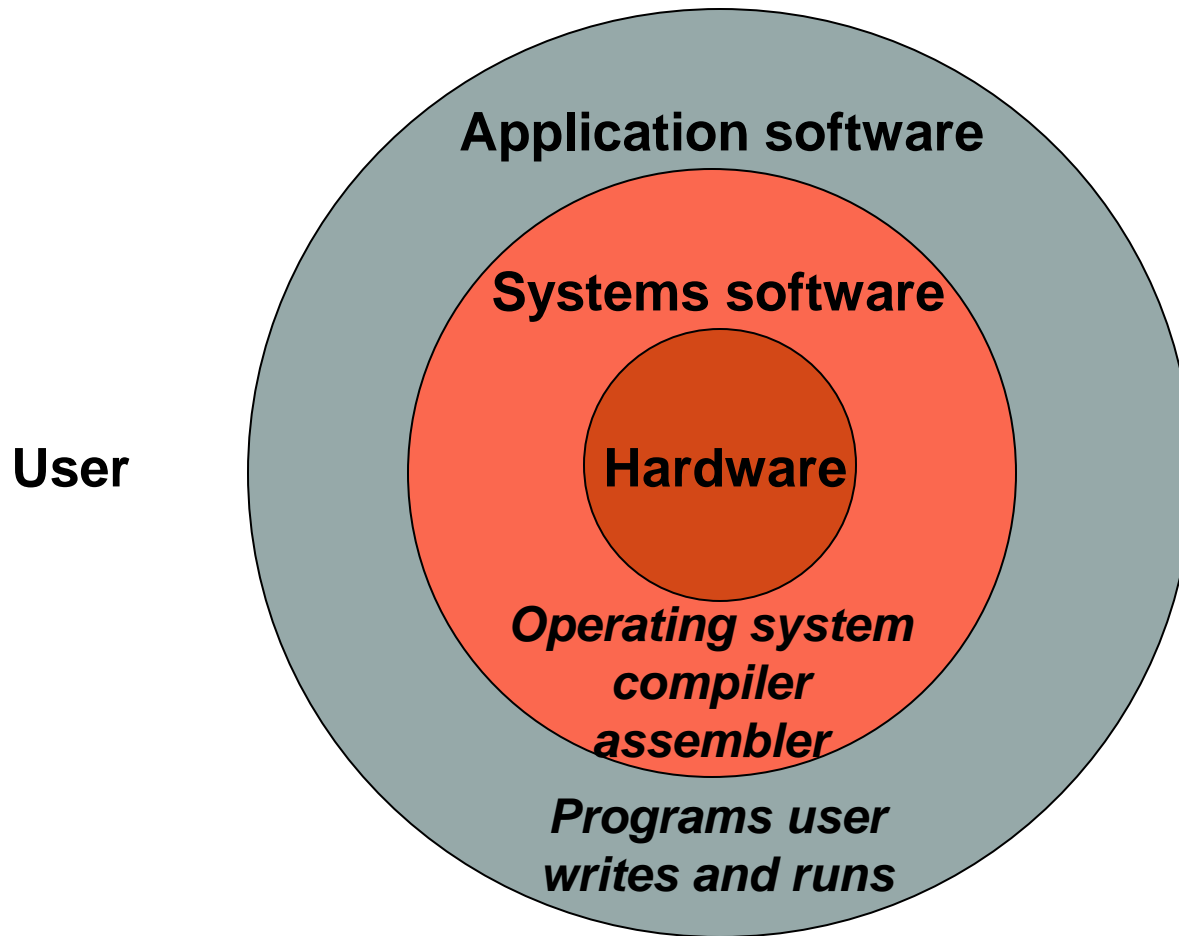 Application software
Systems software
User
Hardware
Operating system
compiler
assembler
Programs user
writes and runs